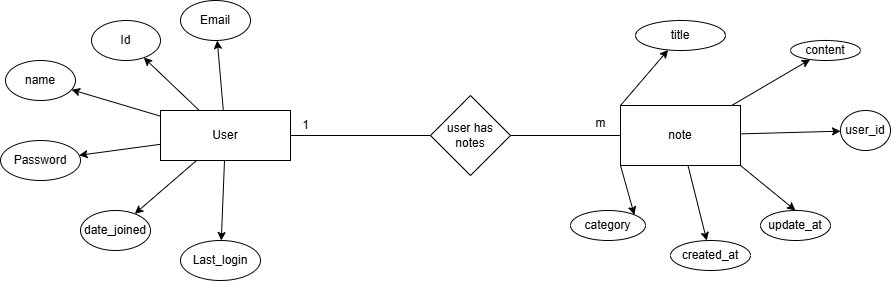 Email
Id
title
content
name
User
1
user has
notes
m
note
user_id
Password
date_joined
category
update_at
Last_login
created_at